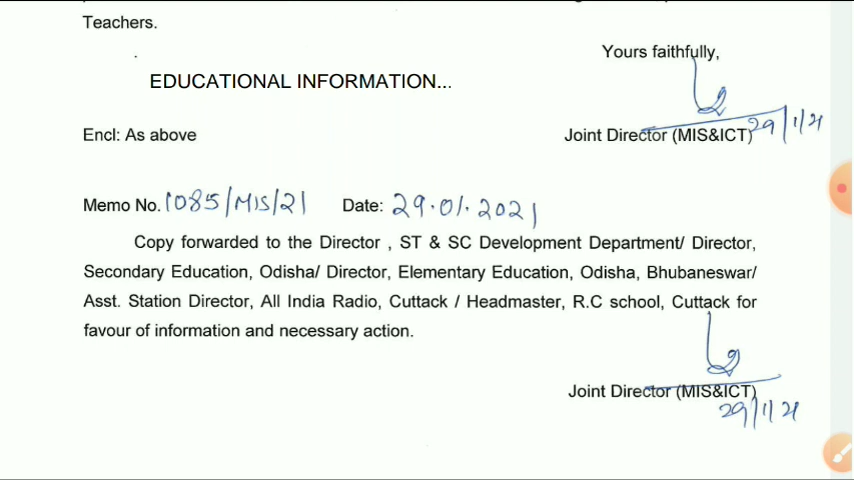 Teachers.
Yours faithfully,
EDUCATIONAL INFORMATION...
29/1/21
Encl: As above
Joint Director (MIS&ICT)
Memo No. 1085/MIS/21 Date: 29.01.2021
Copy forwarded to the Director , ST & SC Development Department/ Director,
Secondary Education, Odisha/ Director, Elementary Education, Odisha, Bhubaneswar/
Asst. Station Director, All India Radio, Cuttack / Headmaster, R.C school, Cuttack for
favour of information and necessary action.
Joint Director (MIS&ICT)
29/1/21